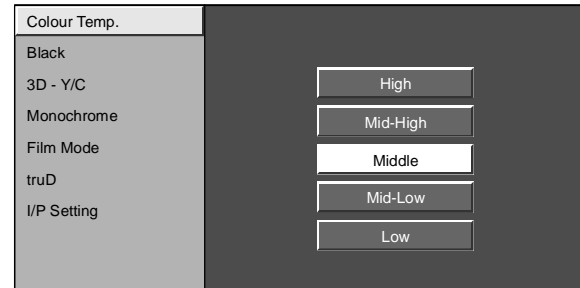 Colour Temp.
Black
3D - Y/C
Monochrome
Film Mode
truD
I/P Setting
High
Mid-High
Middle
Mid-Low
Low